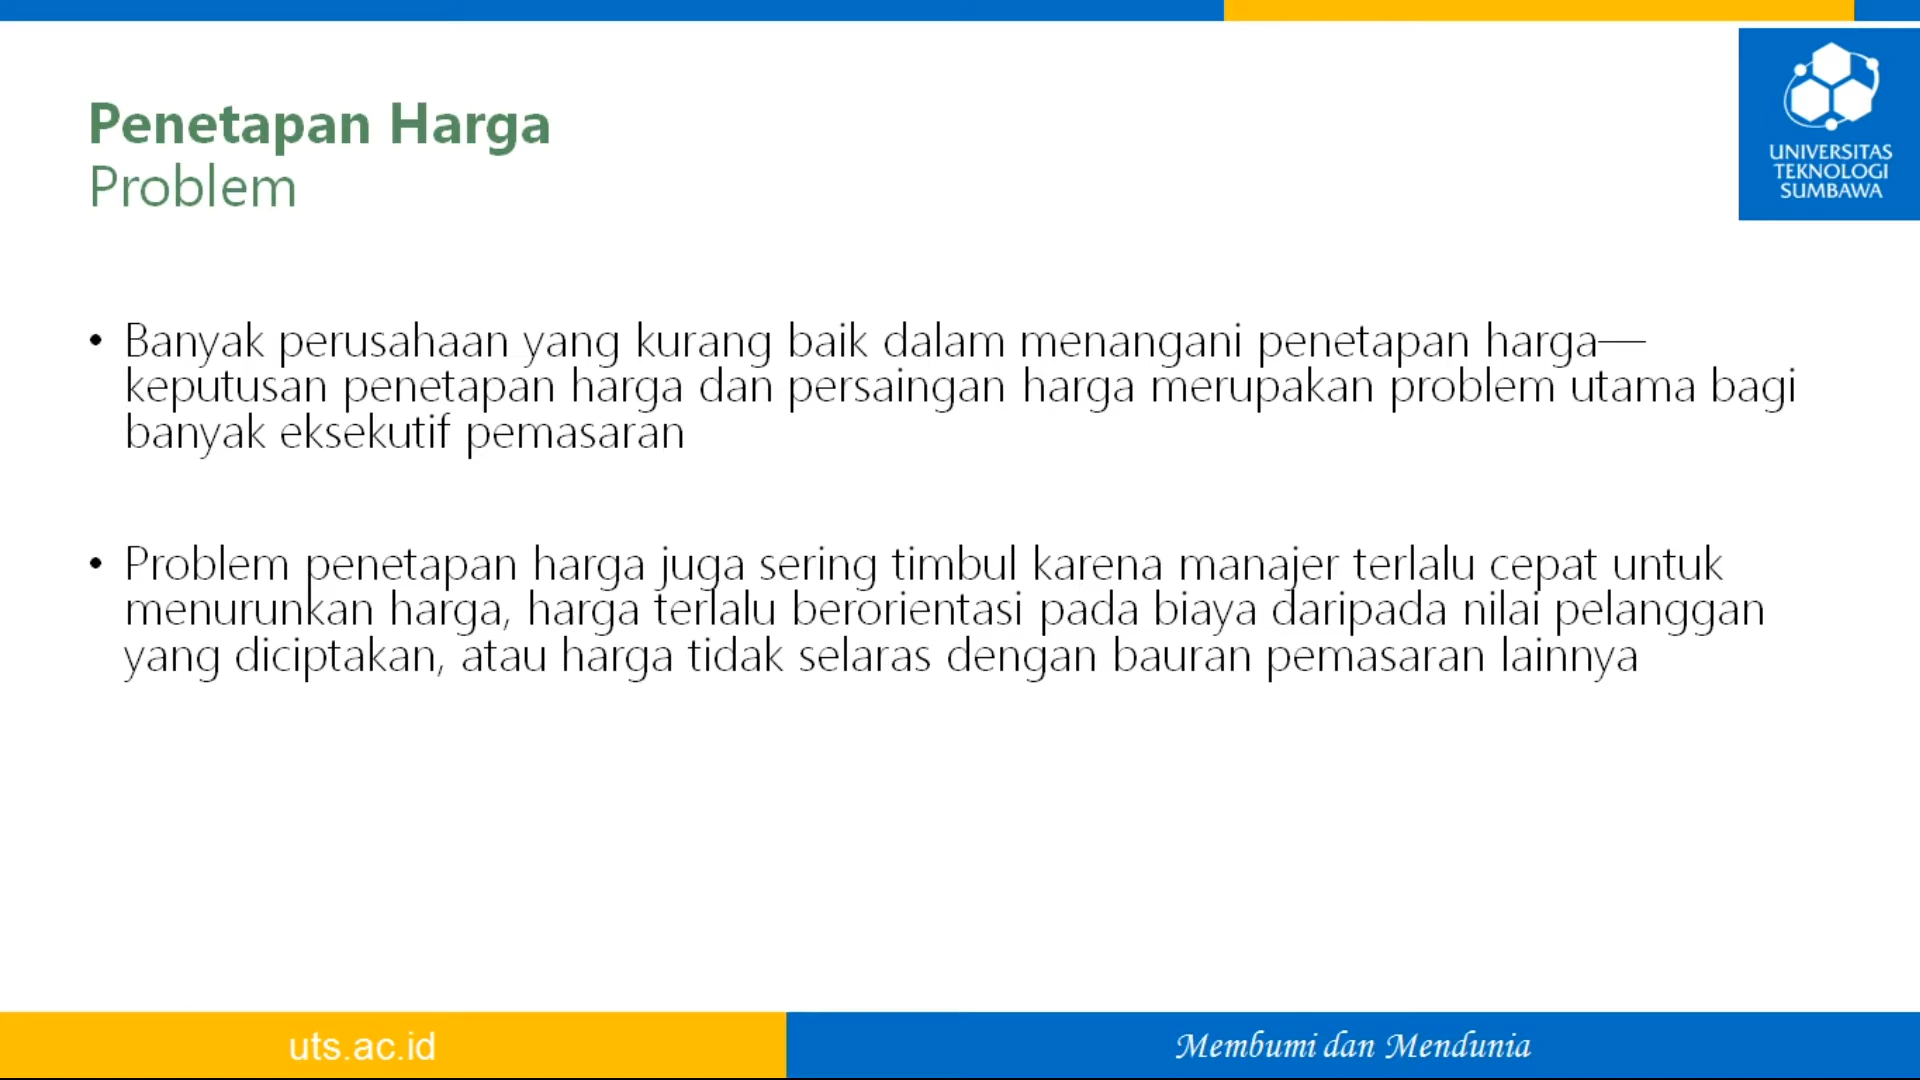 Penetapan Harga
Problem
UNIVERSITAS
TEKNOLOGI
SUMBAWA
• Banyak perusahaan yang kurang baik dalam menangani penetapan harga—
keputusan penetapan harga dan persaingan harga merupakan problem utama bagi
banyak eksekutif pemasaran
• Problem penetapan harga juga sering timbul karena manajer terlalu cepat untuk
menurunkan harga, harga terlalu berorientasi pada biaya daripada nilai pelanggan
yang diciptakan, atau harga tidak selaras dengan bauran pemasaran lainnya
uts.ac.id
Membumi dan Mendunia